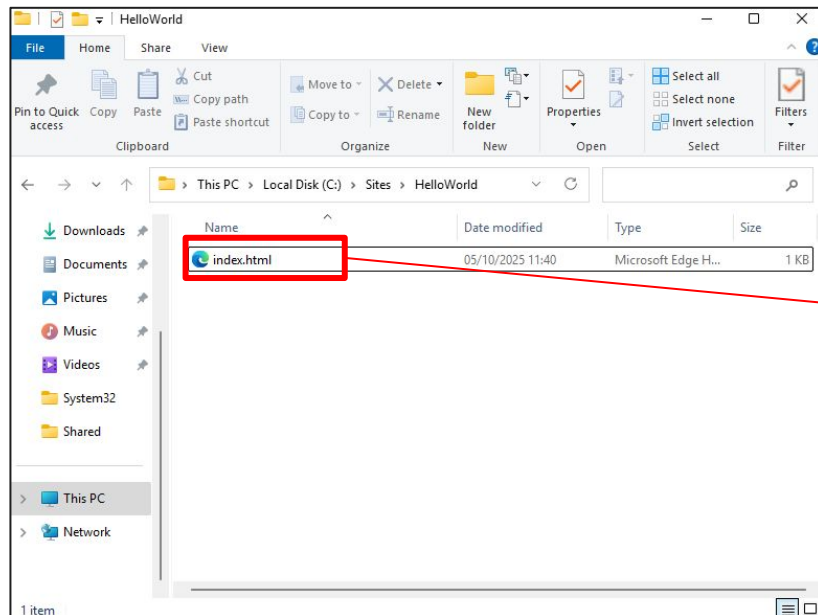 HelloWorld
File Home Share View
Pin to Quick access
Copy
Paste
Cut
Copy path
Paste shortcut
Move to
Copy to
Delete
Rename
New folder
Properties
Select all
Select none
Invert selection
Filters
Clipboard Organize New Open Select Filter
This PC > Local Disk (C:) > Sites > HelloWorld
Name Date modified Type Size
index.html 05/10/2025 11:40 Microsoft Edge H... 1 KB
Downloads
Documents
Pictures
Music
Videos
System32
Shared
This PC
Network
1 item